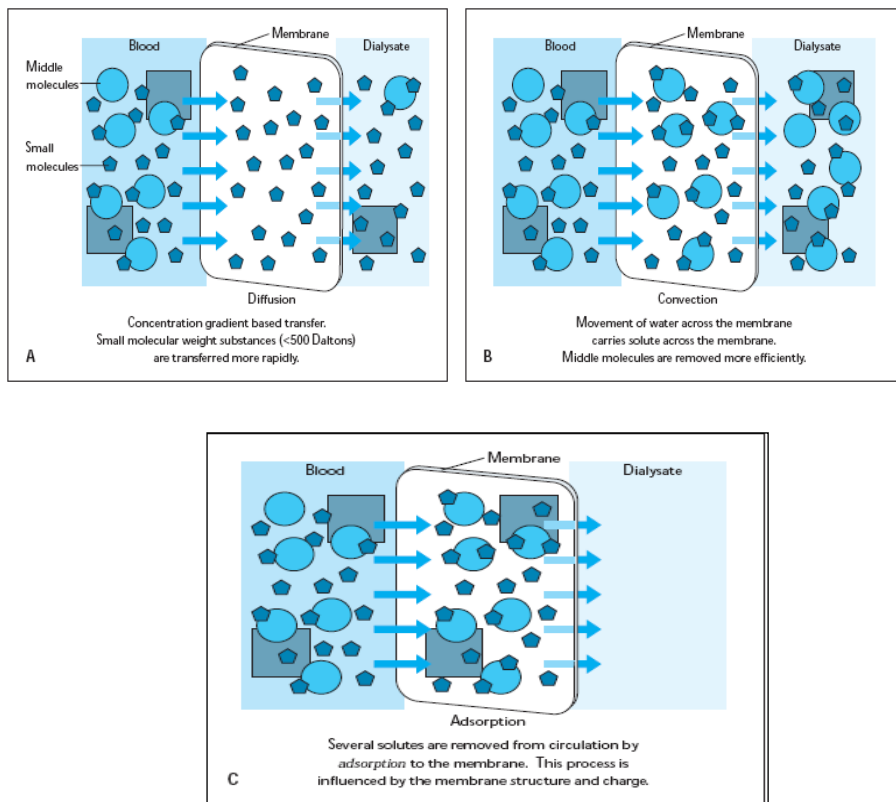 Membrane
Blood
Dialysate
Middle
molecules
Small
molecules
Diffusion
Concentration gradient based transfer.
Small molecular weight substances (<500 Daltons)
are transferred more rapidly.
A
Membrane
Blood
Dialysate
Convection
Movement of water across the membrane
carries solute across the membrane.
Middle molecules are removed more efficiently.
B
Membrane
Blood
Dialysate
Adsorption
Several solutes are removed from circulation by
adsorption to the membrane. This process is
influenced by the membrane structure and charge.
C